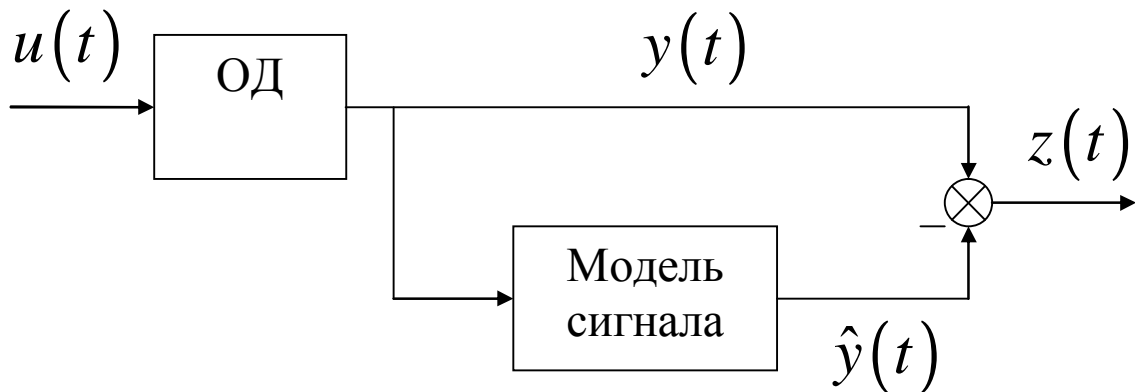 u(t)
ОД
y(t)
z(t)
–
Модель
сигнала
ŷ(t)